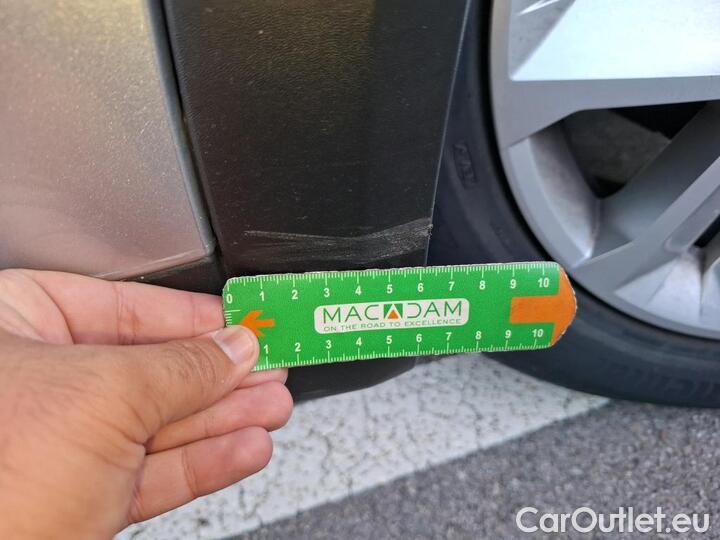 0 1 2 3 4 5 6 7 8 9 10
MACADAM
ON THE ROAD TO EXCELLENCE
1 2 3 4 5 6 7 8 9 10
CarOutlet.eu